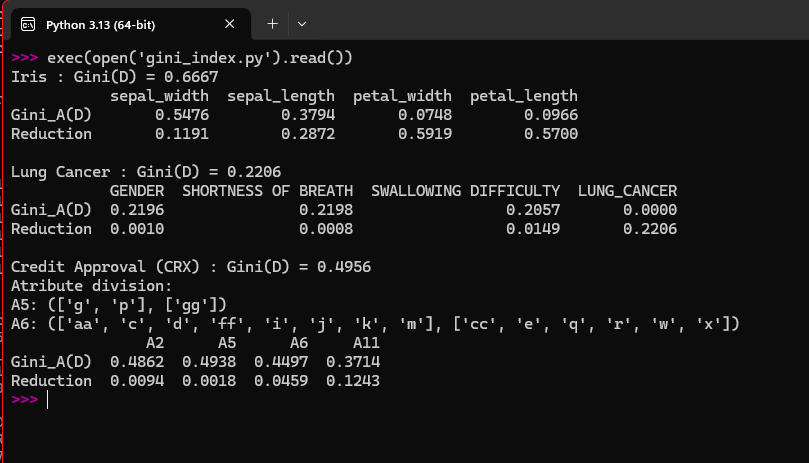 Python 3.13 (64-bit)
>>> exec(open('gini_index.py').read())
Iris : Gini(D) = 0.6667
sepal_width sepal_length petal_width petal_length
Gini_A(D) 0.5476 0.3794 0.0748 0.0966
Reduction 0.1191 0.2872 0.5919 0.5700
Lung Cancer : Gini(D) = 0.2206
GENDER SHORTNESS OF BREATH SWALLOWING DIFFICULTY LUNG_CANCER
Gini_A(D) 0.2196 0.2198 0.2057 0.0000
Reduction 0.0010 0.0008 0.0149 0.2206
Credit Approval (CRX) : Gini(D) = 0.4956
Atribute division:
A5: (['g', 'p'], ['gg'])
A6: (['aa', 'c', 'd', 'ff', 'i', 'j', 'k', 'm'], ['cc', 'e', 'q', 'r', 'w', 'x'])
A2 A5 A6 A11
Gini_A(D) 0.4862 0.4938 0.4497 0.3714
Reduction 0.0094 0.0018 0.0459 0.1243
>>>